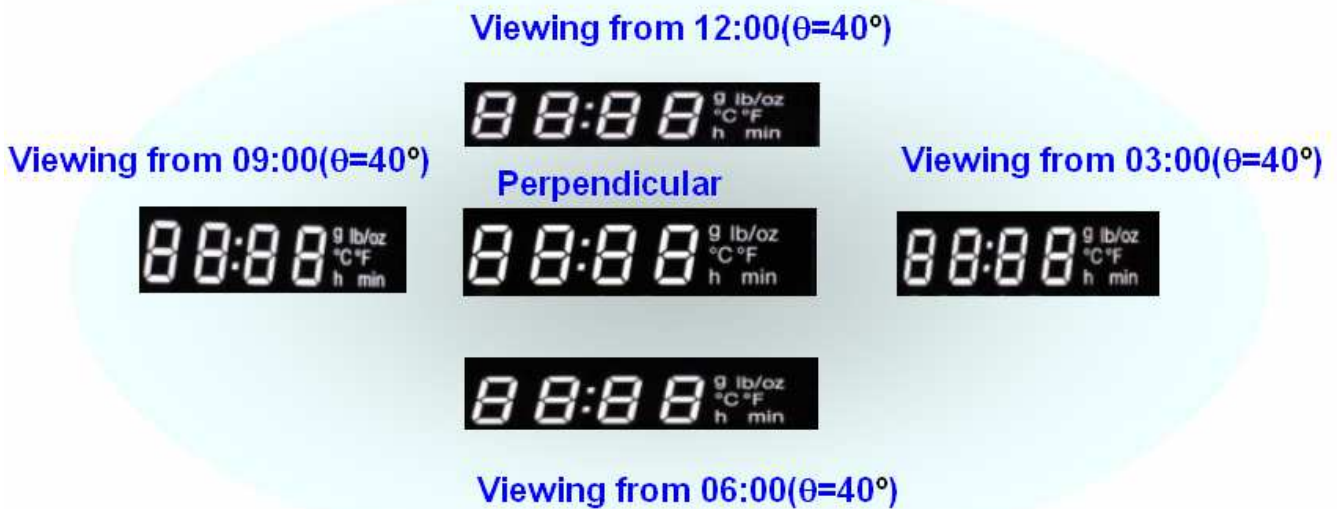 Viewing from 12:00(θ=40°)
88:88 g lb/oz
°C °F
h min
Viewing from 09:00(θ=40°)
Perpendicular
Viewing from 03:00(θ=40°)
88:88 g lb/oz
°C °F
h min
88:88 g lb/oz
°C °F
h min
88:88 g lb/oz
°C °F
h min
88:88 g lb/oz
°C °F
h min
Viewing from 06:00(θ=40°)